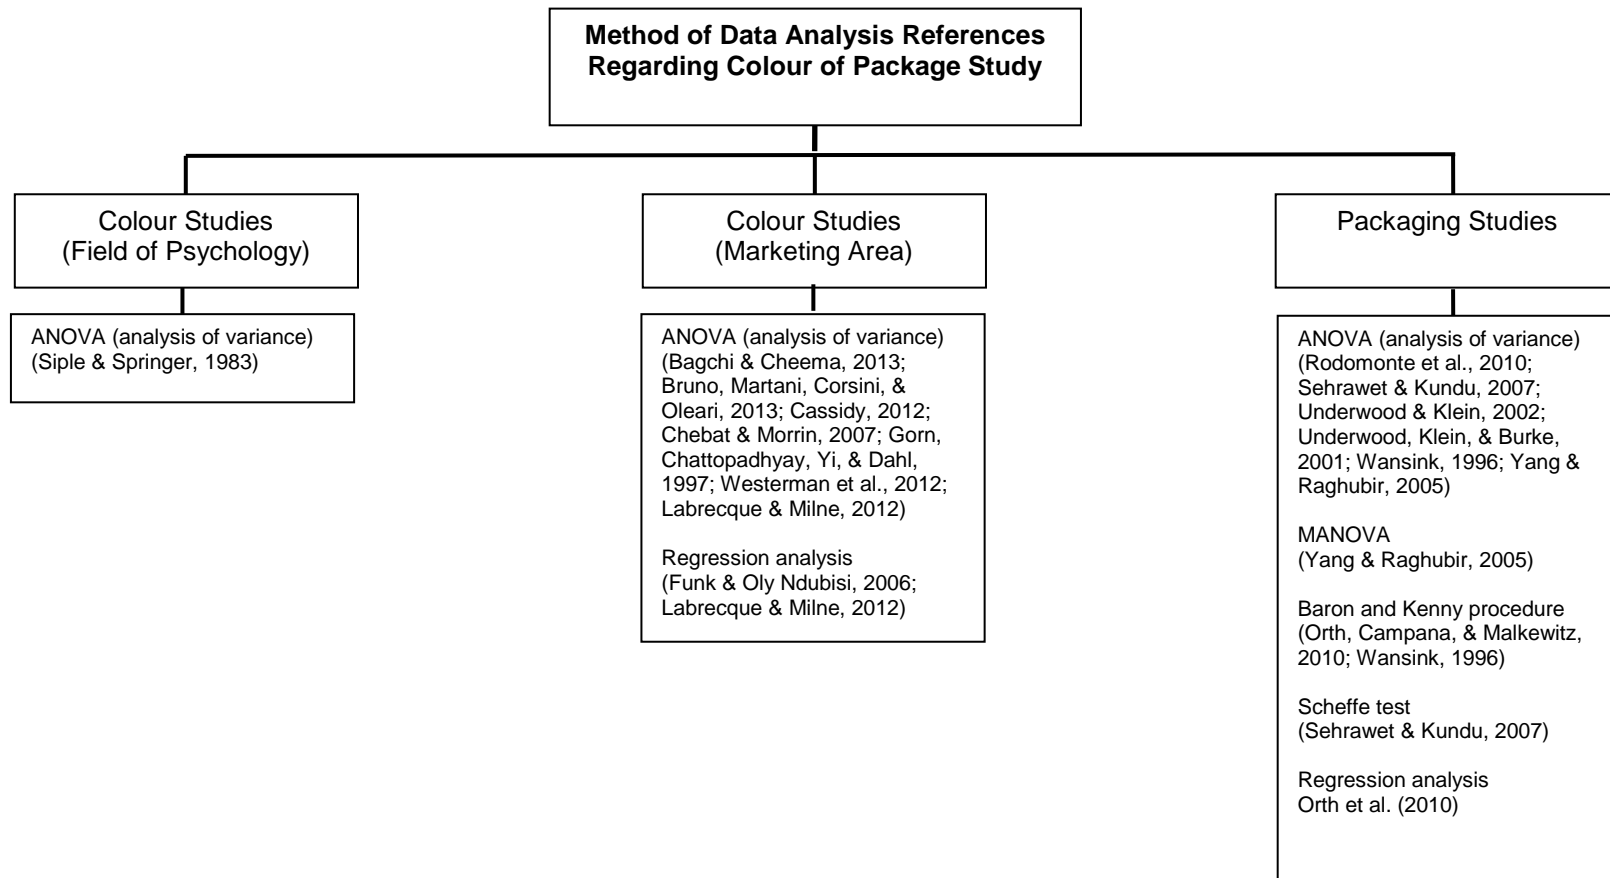 Method of Data Analysis References
Regarding Colour of Package Study
Colour Studies
(Field of Psychology)
ANOVA (analysis of variance)
(Siple & Springer, 1983)
Colour Studies
(Marketing Area)
ANOVA (analysis of variance)
(Bagchi & Cheema, 2013;
Bruno, Martani, Corsini, &
Oleari, 2013; Cassidy, 2012;
Chebat & Morrin, 2007; Gorn,
Chattopadhyay, Yi, & Dahl,
1997; Westerman et al., 2012;
Labrecque & Milne, 2012)
Regression analysis
(Funk & Oly Ndubisi, 2006;
Labrecque & Milne, 2012)
Packaging Studies
ANOVA (analysis of variance)
(Rodomonte et al., 2010;
Sehrawet & Kundu, 2007;
Underwood & Klein, 2002;
Underwood, Klein, & Burke,
2001; Wansink, 1996; Yang &
Raghubir, 2005)
MANOVA
(Yang & Raghubir, 2005)
Baron and Kenny procedure
(Orth, Campana, & Malkewitz,
2010; Wansink, 1996)
Scheffe test
(Sehrawet & Kundu, 2007)
Regression analysis
Orth et al. (2010)